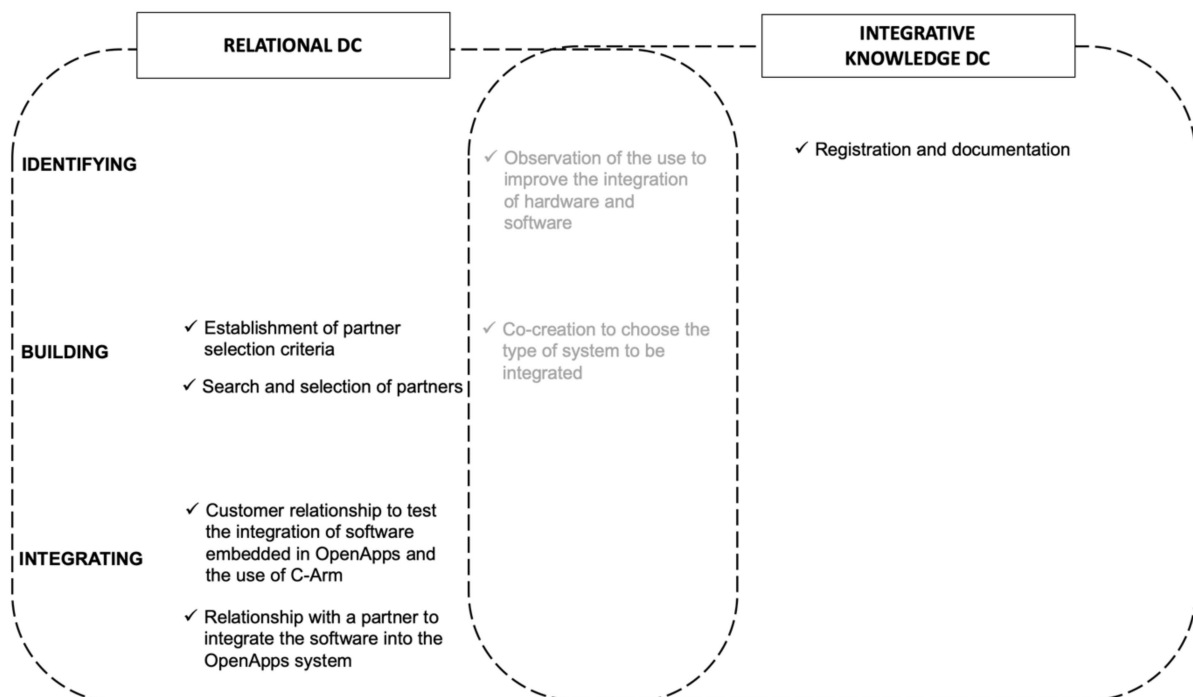 RELATIONAL DC
INTEGRATIVE
KNOWLEDGE DC
IDENTIFYING
✓ Observation of the use to
improve the integration
of hardware and
software
✓ Registration and documentation
BUILDING
✓ Establishment of partner
selection criteria
✓ Search and selection of partners
✓ Co-creation to choose the
type of system to be
integrated
INTEGRATING
✓ Customer relationship to test
the integration of software
embedded in OpenApps and
the use of C-Arm
✓ Relationship with a partner to
integrate the software into the
OpenApps system